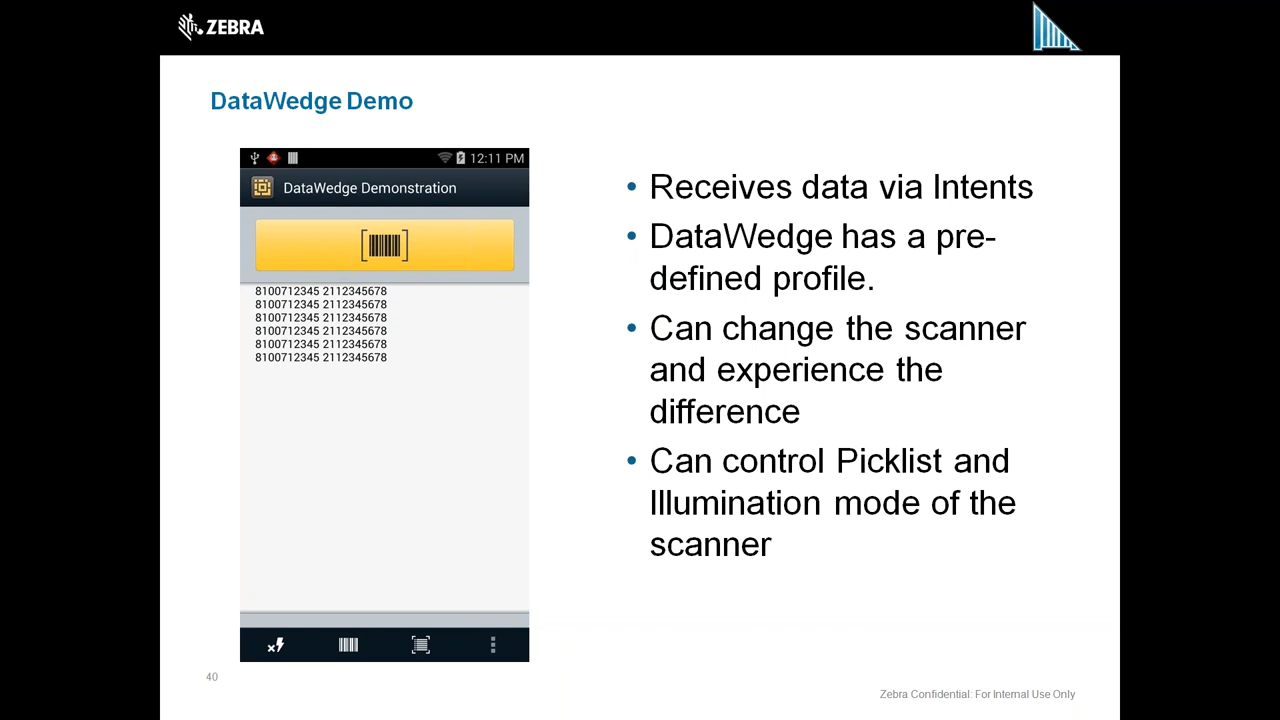 ZEBRA
DataWedge Demo
12:11 PM
DataWedge Demonstration
8100712345 2112345678
8100712345 2112345678
8100712345 2112345678
8100712345 2112345678
8100712345 2112345678
8100712345 2112345678
• Receives data via Intents
• DataWedge has a pre-
defined profile.
• Can change the scanner
and experience the
difference
• Can control Picklist and
Illumination mode of the
scanner
40
Zebra Confidential: For Internal Use Only